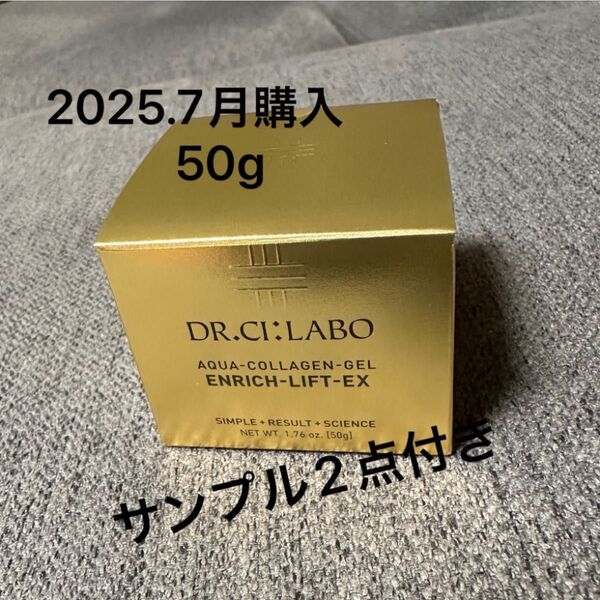 2025.7月購入
50g
DR.CI:LABO
AQUA-COLLAGEN-GEL
ENRICH-LIFT-EX
SIMPLE+RESULT+SCIENCE
NET WT. 1.76 oz. [50g]
サンプル2点付き